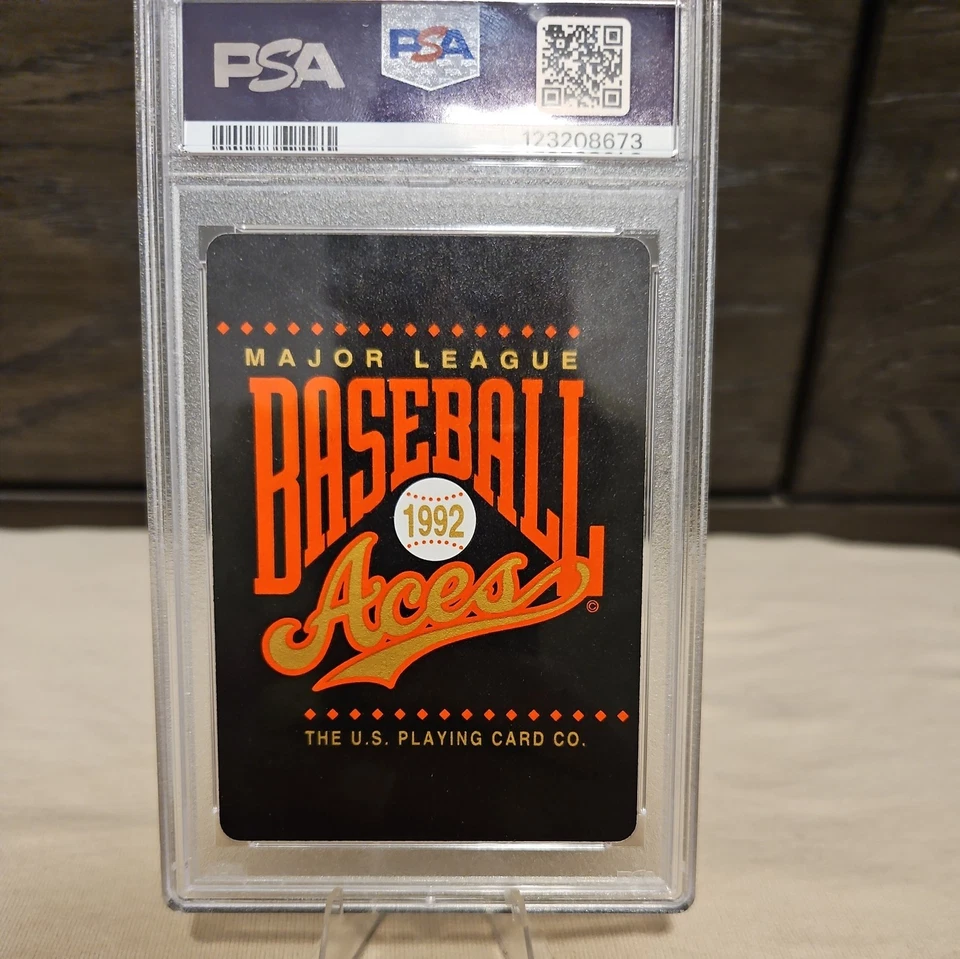 PSA
PSA
123208673
MAJOR LEAGUE
BASEBALL
1992
Aces
©
THE U.S. PLAYING CARD CO.